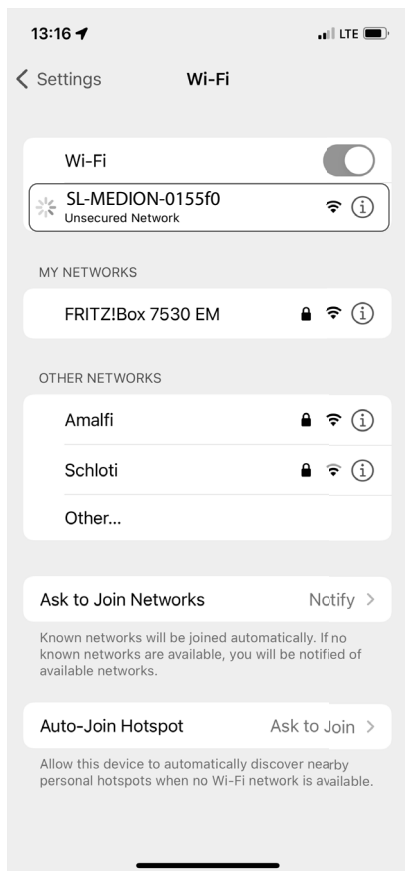 13:16 LTE
Settings Wi-Fi
Wi-Fi
SL-MEDION-0155f0
Unsecured Network
MY NETWORKS
FRITZ!Box 7530 EM
OTHER NETWORKS
Amalfi
Schloti
Other...
Ask to Join Networks Notify
Known networks will be joined automatically. If no
known networks are available, you will be notified of
available networks.
Auto-Join Hotspot Ask to Join
Allow this device to automatically discover nearby
personal hotspots when no Wi-Fi network is available.